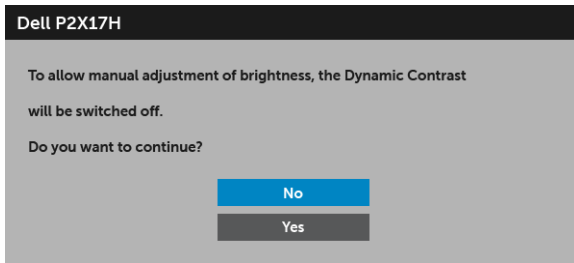 Dell P2X17H
To allow manual adjustment of brightness, the Dynamic Contrast
will be switched off.
Do you want to continue?
No
Yes